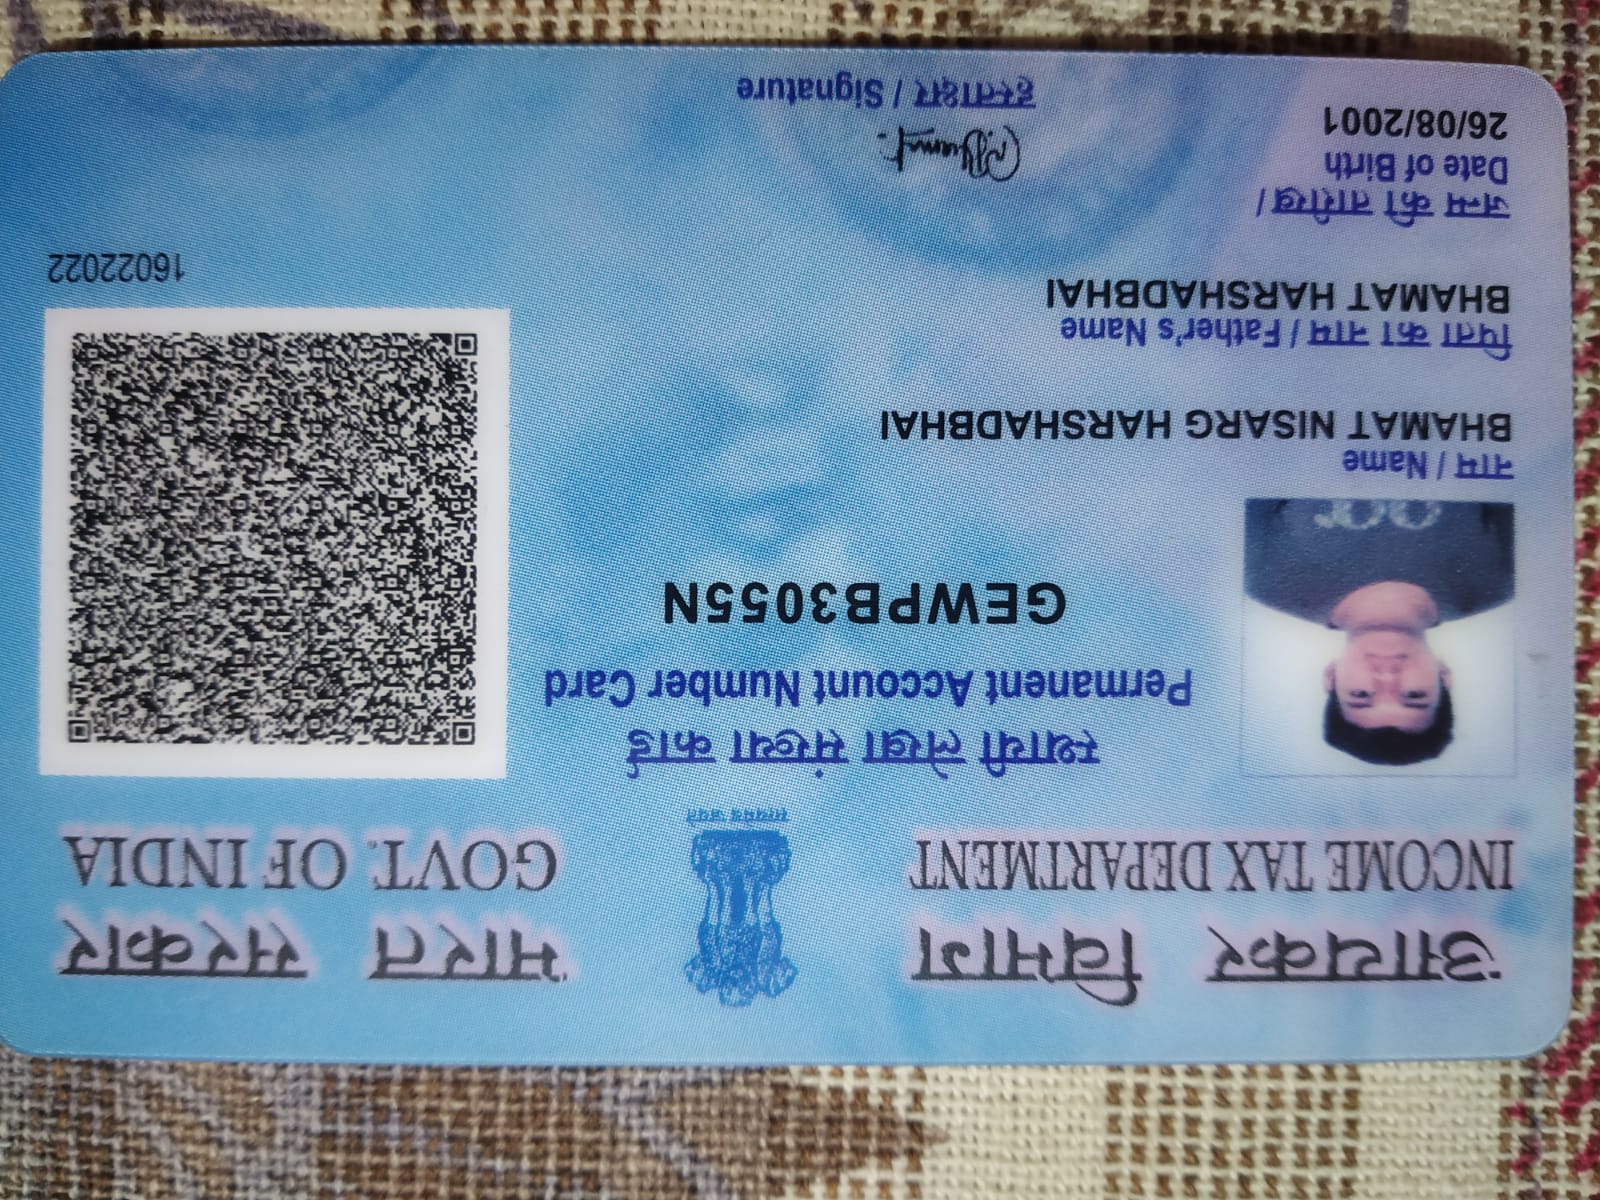 आयकर विभाग
INCOME TAX DEPARTMENT
सत्यमेव जयते
भारत सरकार
GOVT. OF INDIA
स्थायी लेखा संख्या कार्ड
Permanent Account Number Card
GEWPB3055N
नाम / Name
BHAMAT NISARG HARSHADBHAI
पिता का नाम / Father's Name
BHAMAT HARSHADBHAI
16022022
जन्म की तारीख /
Date of Birth
26/08/2001
हस्ताक्षर / Signature